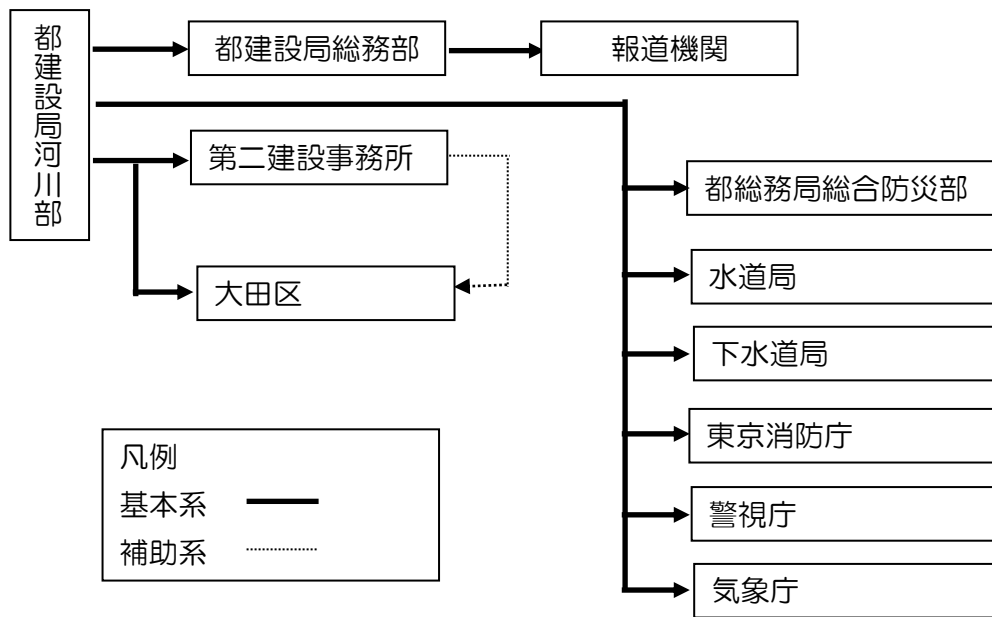 都建設局河川部
都建設局総務部
報道機関
第二建設事務所
大田区
都総務局総合防災部
水道局
下水道局
東京消防庁
警視庁
気象庁
凡例
基本系
補助系